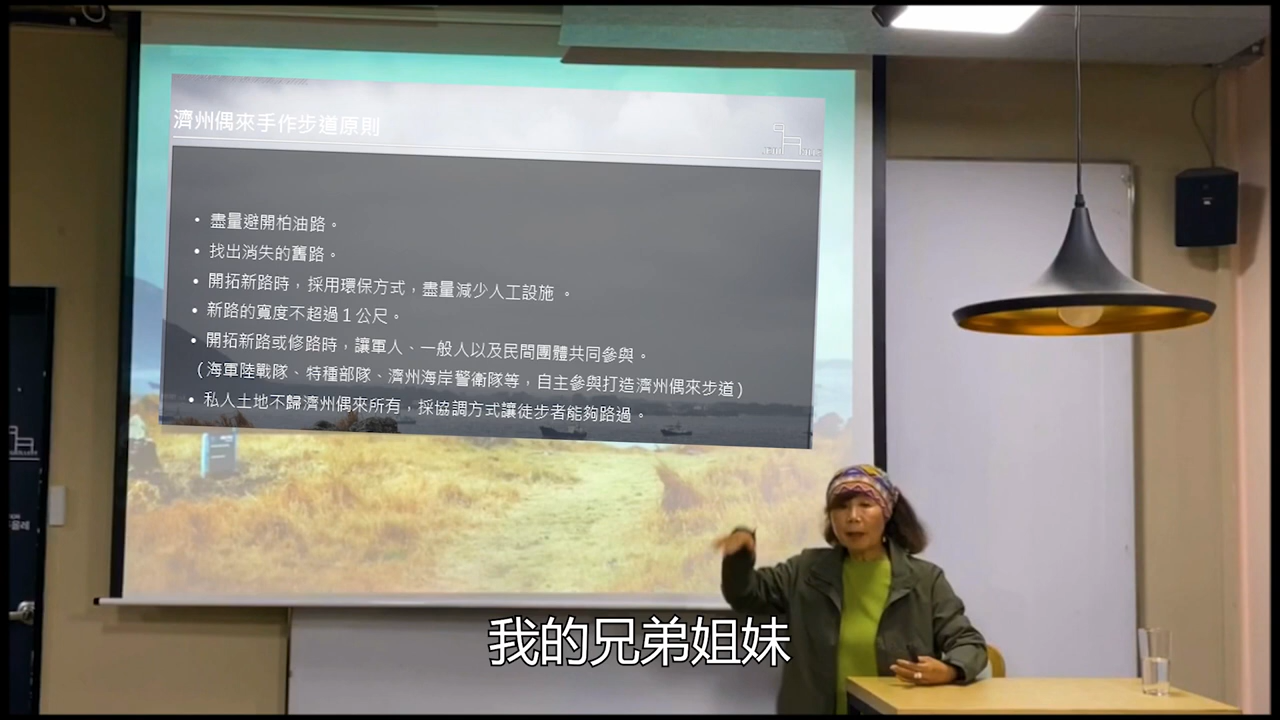 濟州偶來手作步道原則
• 盡量避開柏油路。
• 找出消失的舊路。
• 開拓新路時，採用環保方式，盡量減少人工設施 。
• 新路的寬度不超過1公尺。
• 開拓新路或修路時，讓軍人、一般人以及民間團體共同參與。
（海軍陸戰隊、特種部隊、濟州海岸警衛隊等，自主參與打造濟州偶來步道）
• 私人土地不歸濟州偶來所有，採協調方式讓徒步者能夠路過。
我的兄弟姐妹